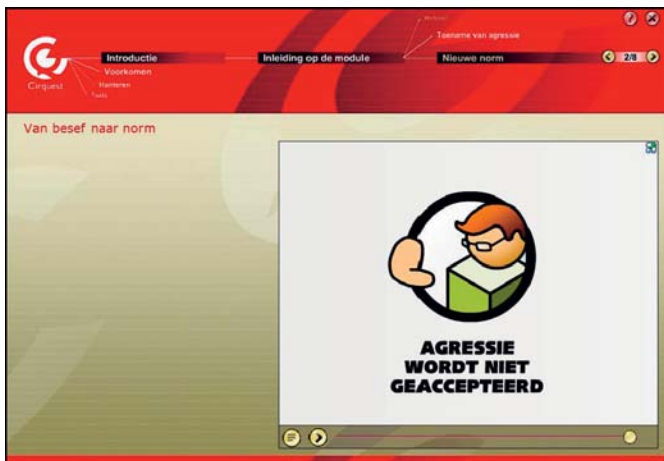 Toename van agressie
Introductie
Inleiding op de module
Nieuwe norm
2/8
Voorkomen
Hanteren
Tools
Cirquest
Van besef naar norm
AGRESSIE
WORDT NIET
GEACCEPTEERD